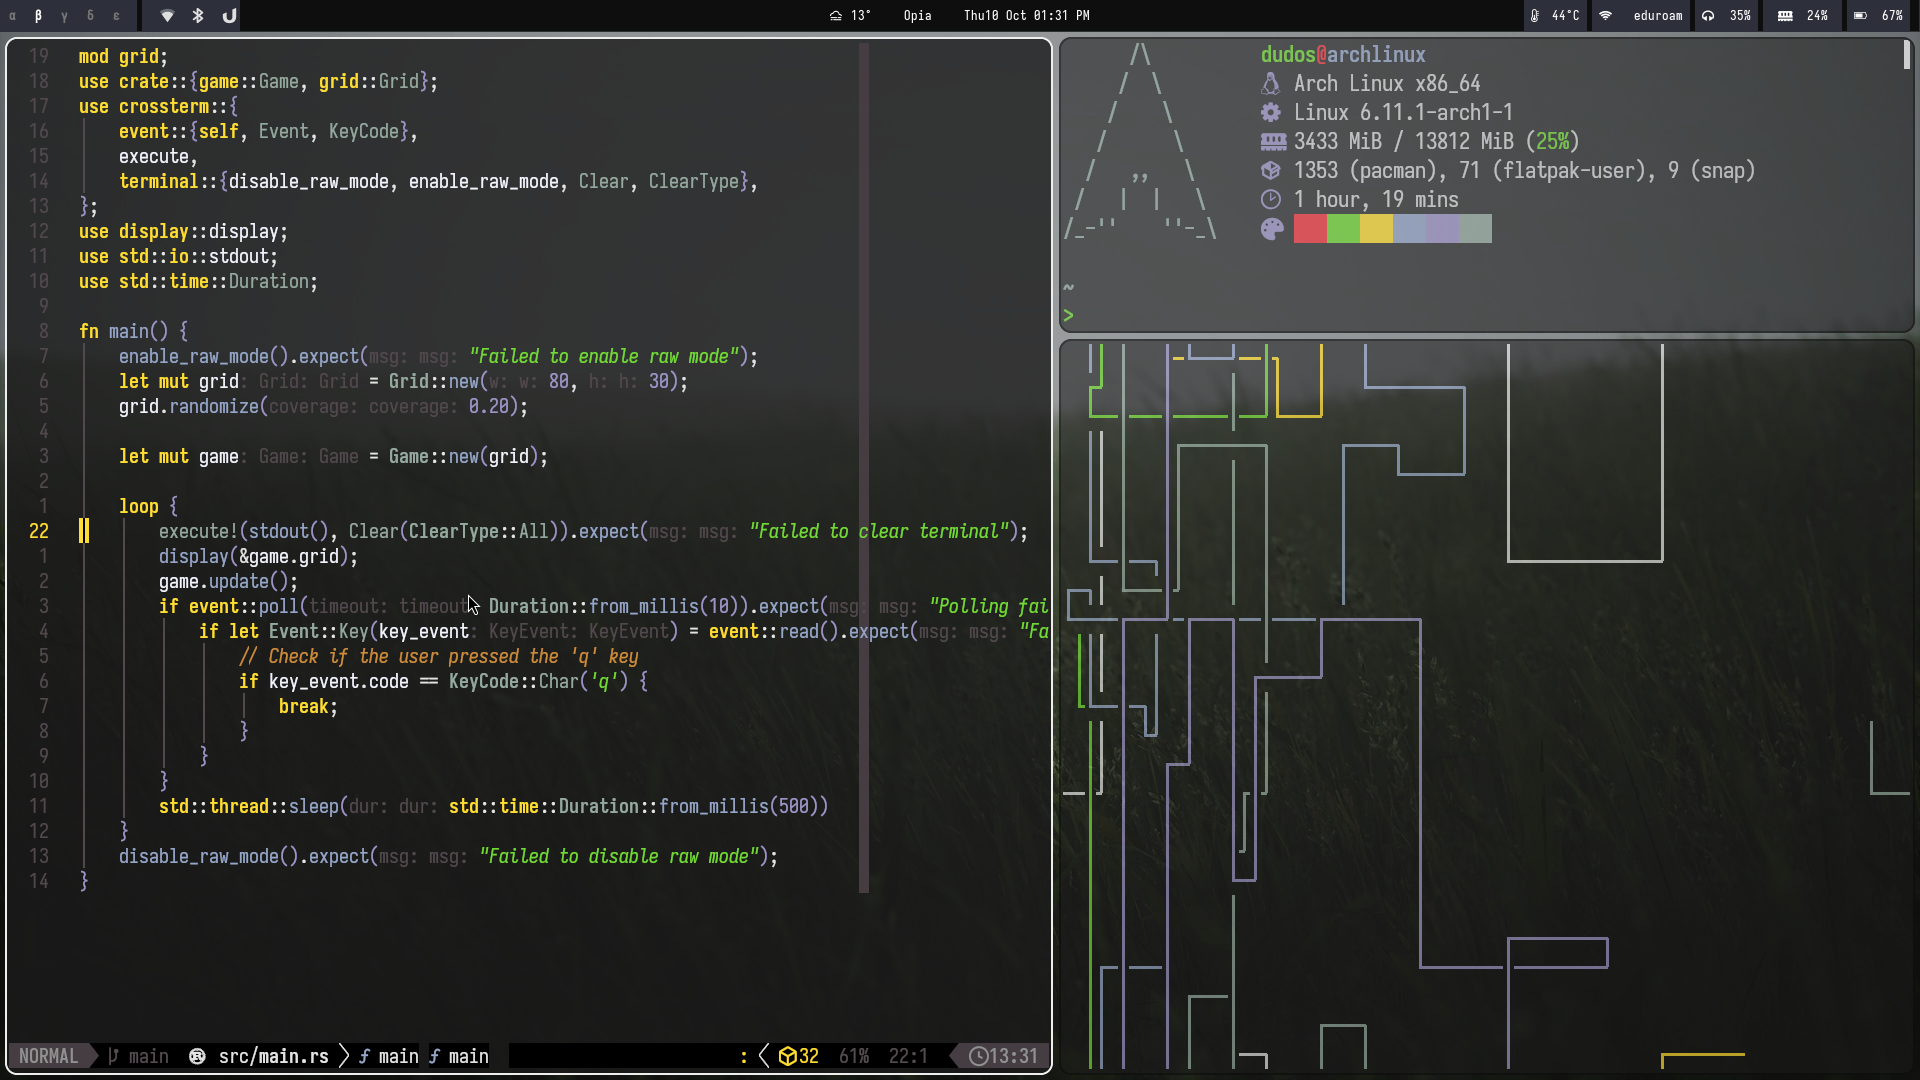 α β γ δ ε
13° Opia Thu10 Oct 01:31 PM
44°C eduroam 35% 24% 67%
19 mod grid;
18 use crate::{game::Game, grid::Grid};
17 use crossterm::{
16 event::{self, Event, KeyCode},
15 execute,
14 terminal::{disable_raw_mode, enable_raw_mode, Clear, ClearType},
13 };
12 use display::display;
11 use std::io::stdout;
10 use std::time::Duration;
9
8 fn main() {
7 enable_raw_mode().expect(msg: msg: "Failed to enable raw mode");
6 let mut grid: Grid: Grid = Grid::new(w: w: 80, h: h: 30);
5 grid.randomize(coverage: coverage: 0.20);
4
3 let mut game: Game: Game = Game::new(grid);
2
1 loop {
22 execute!(stdout(), Clear(ClearType::All)).expect(msg: msg: "Failed to clear terminal");
1 display(&game.grid);
2 game.update();
3 if event::poll(timeout: timeout: Duration::from_millis(10)).expect(msg: msg: "Polling fai
4 if let Event::Key(key_event: KeyEvent: KeyEvent) = event::read().expect(msg: msg: "Fa
5 // Check if the user pressed the 'q' key
6 if key_event.code == KeyCode::Char('q') {
7 break;
8 }
9 }
10 }
11 std::thread::sleep(dur: dur: std::time::Duration::from_millis(500))
12 }
13 disable_raw_mode().expect(msg: msg: "Failed to disable raw mode");
14 }
NORMAL main src/main.rs f main f main : 32 61% 22:1 13:31
dudos@archlinux
Arch Linux x86_64
Linux 6.11.1-arch1-1
3433 MiB / 13812 MiB (25%)
1353 (pacman), 71 (flatpak-user), 9 (snap)
1 hour, 19 mins
~
>